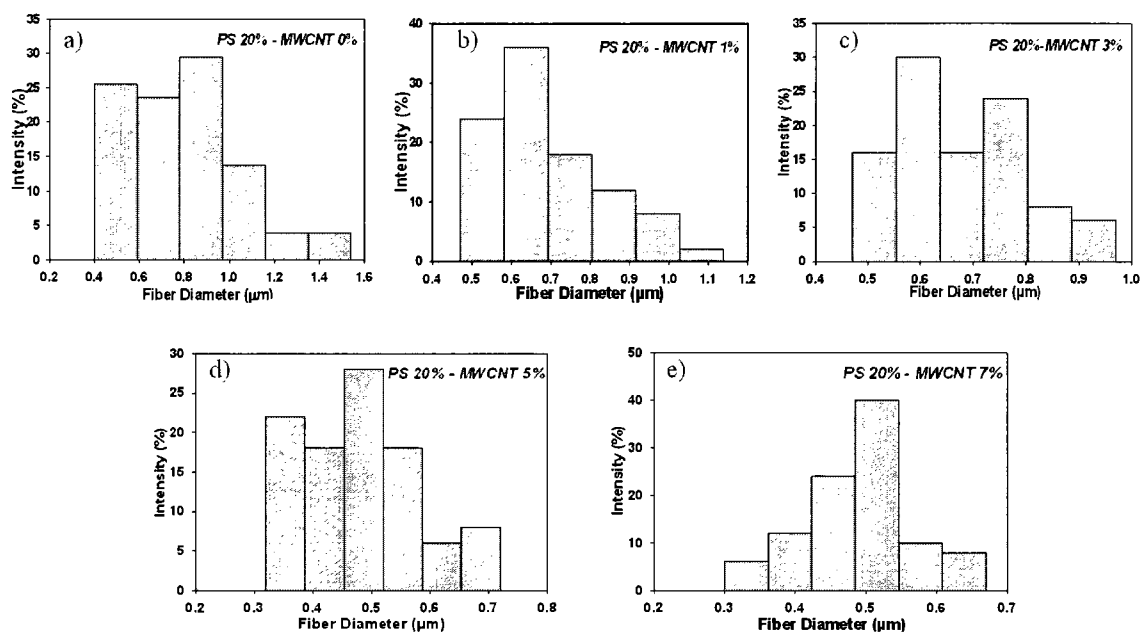 a)
PS 20% - MWCNT 0%
35
30
25
20
15
10
5
0
Intensity (%)
0.2 0.4 0.6 0.8 1.0 1.2 1.4 1.6
Fiber Diameter (µm)
b)
PS 20% - MWCNT 1%
40
30
20
10
0
Intensity (%)
0.4 0.5 0.6 0.7 0.8 0.9 1.0 1.1 1.2
Fiber Diameter (µm)
c)
PS 20%-MWCNT 3%
35
30
25
20
15
10
5
0
Intensity (%)
0.4 0.5 0.6 0.7 0.8 0.9 1.0
Fiber Diameter (µm)
d)
PS 20% - MWCNT 5%
30
25
20
15
10
5
0
Intensity (%)
0.2 0.3 0.4 0.5 0.6 0.7 0.8
Fiber Diameter (µm)
e)
PS 20% - MWCNT 7%
50
40
30
20
10
0
Intensity (%)
0.2 0.3 0.4 0.5 0.6 0.7
Fiber Diameter (µm)